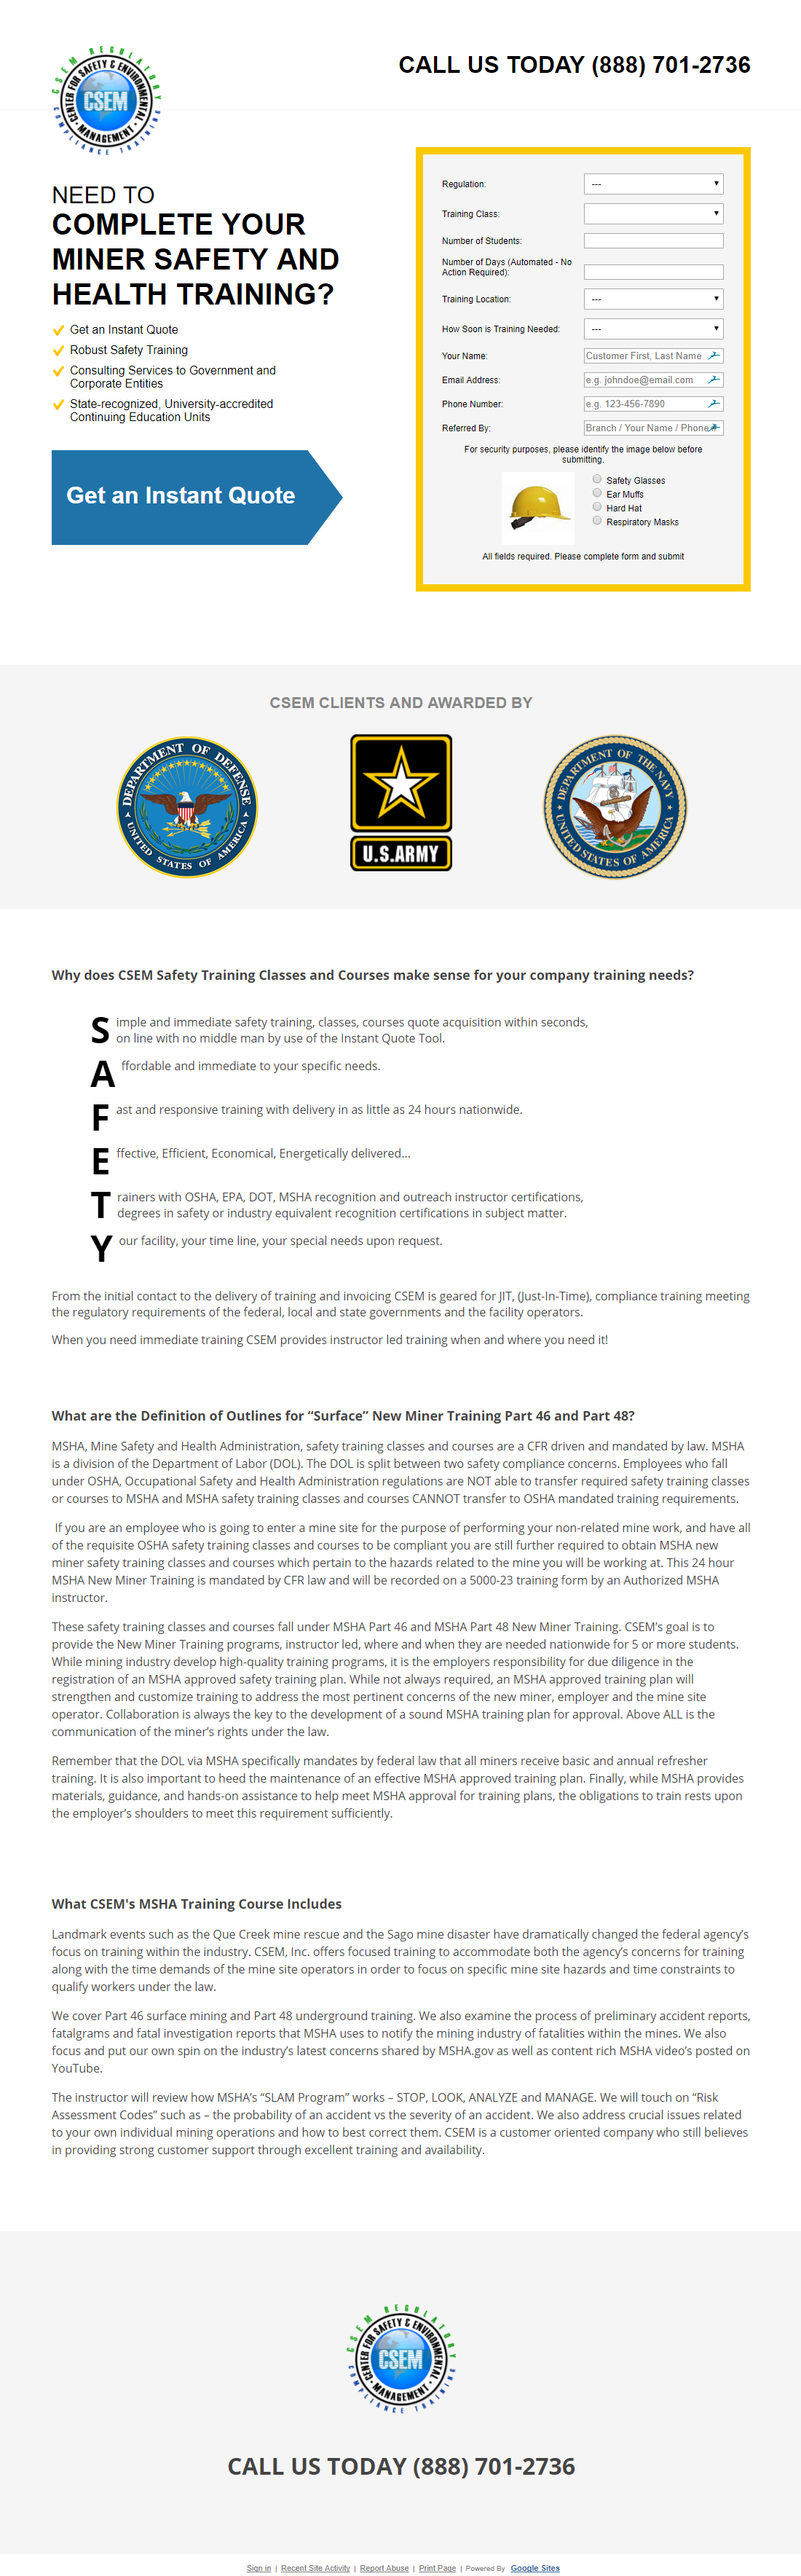 CSEM REGULATORY
CENTER FOR SAFETY & ENVIRONMENTAL
CSEM
MANAGEMENT
COMPLIANCE TRAINING
CALL US TODAY (888) 701-2736
NEED TO
COMPLETE YOUR
MINER SAFETY AND
HEALTH TRAINING?
Get an Instant Quote
Robust Safety Training
Consulting Services to Government and
Corporate Entities
State-recognized, University-accredited
Continuing Education Units
Get an Instant Quote
Regulation: ---
Training Class:
Number of Students:
Number of Days (Automated - No
Action Required):
Training Location: ---
How Soon is Training Needed: ---
Your Name: Customer First, Last Name
Email Address: e.g. johndoe@email.com
Phone Number: e.g. 123-456-7890
Referred By: Branch / Your Name / Phone
For security purposes, please identify the image below before
submitting.
Safety Glasses
Ear Muffs
Hard Hat
Respiratory Masks
All fields required. Please complete form and submit
CSEM CLIENTS AND AWARDED BY
DEPARTMENT OF DEFENSE
UNITED STATES OF AMERICA
U.S.ARMY
DEPARTMENT OF THE NAVY
UNITED STATES OF AMERICA
Why does CSEM Safety Training Classes and Courses make sense for your company training needs?
Simple and immediate safety training, classes, courses quote acquisition within seconds,
on line with no middle man by use of the Instant Quote Tool.
Affordable and immediate to your specific needs.
Fast and responsive training with delivery in as little as 24 hours nationwide.
Effective, Efficient, Economical, Energetically delivered...
Trainers with OSHA, EPA, DOT, MSHA recognition and outreach instructor certifications,
degrees in safety or industry equivalent recognition certifications in subject matter.
Your facility, your time line, your special needs upon request.
From the initial contact to the delivery of training and invoicing CSEM is geared for JIT, (Just-In-Time), compliance training meeting
the regulatory requirements of the federal, local and state governments and the facility operators.
When you need immediate training CSEM provides instructor led training when and where you need it!
What are the Definition of Outlines for “Surface” New Miner Training Part 46 and Part 48?
MSHA, Mine Safety and Health Administration, safety training classes and courses are a CFR driven and mandated by law. MSHA
is a division of the Department of Labor (DOL). The DOL is split between two safety compliance concerns. Employees who fall
under OSHA, Occupational Safety and Health Administration regulations are NOT able to transfer required safety training classes
or courses to MSHA and MSHA safety training classes and courses CANNOT transfer to OSHA mandated training requirements.
If you are an employee who is going to enter a mine site for the purpose of performing your non-related mine work, and have all
of the requisite OSHA safety training classes and courses to be compliant you are still further required to obtain MSHA new
miner safety training classes and courses which pertain to the hazards related to the mine you will be working at. This 24 hour
MSHA New Miner Training is mandated by CFR law and will be recorded on a 5000-23 training form by an Authorized MSHA
instructor.
These safety training classes and courses fall under MSHA Part 46 and MSHA Part 48 New Miner Training. CSEM’s goal is to
provide the New Miner Training programs, instructor led, where and when they are needed nationwide for 5 or more students.
While mining industry develop high-quality training programs, it is the employers responsibility for due diligence in the
registration of an MSHA approved safety training plan. While not always required, an MSHA approved training plan will
strengthen and customize training to address the most pertinent concerns of the new miner, employer and the mine site
operator. Collaboration is always the key to the development of a sound MSHA training plan for approval. Above ALL is the
communication of the miner’s rights under the law.
Remember that the DOL via MSHA specifically mandates by federal law that all miners receive basic and annual refresher
training. It is also important to heed the maintenance of an effective MSHA approved training plan. Finally, while MSHA provides
materials, guidance, and hands-on assistance to help meet MSHA approval for training plans, the obligations to train rests upon
the employer’s shoulders to meet this requirement sufficiently.
What CSEM's MSHA Training Course Includes
Landmark events such as the Que Creek mine rescue and the Sago mine disaster have dramatically changed the federal agency’s
focus on training within the industry. CSEM, Inc. offers focused training to accommodate both the agency’s concerns for training
along with the time demands of the mine site operators in order to focus on specific mine site hazards and time constraints to
qualify workers under the law.
We cover Part 46 surface mining and Part 48 underground training. We also examine the process of preliminary accident reports,
fatalgrams and fatal investigation reports that MSHA uses to notify the mining industry of fatalities within the mines. We also
focus and put our own spin on the industry’s latest concerns shared by MSHA.gov as well as content rich MSHA video’s posted on
YouTube.
The instructor will review how MSHA’s “SLAM Program” works – STOP, LOOK, ANALYZE and MANAGE. We will touch on “Risk
Assessment Codes” such as – the probability of an accident vs the severity of an accident. We also address crucial issues related
to your own individual mining operations and how to best correct them. CSEM is a customer oriented company who still believes
in providing strong customer support through excellent training and availability.
CSEM REGULATORY
CENTER FOR SAFETY & ENVIRONMENTAL
CSEM
MANAGEMENT
COMPLIANCE TRAINING
CALL US TODAY (888) 701-2736
Sign in | Recent Site Activity | Report Abuse | Print Page | Powered By Google Sites